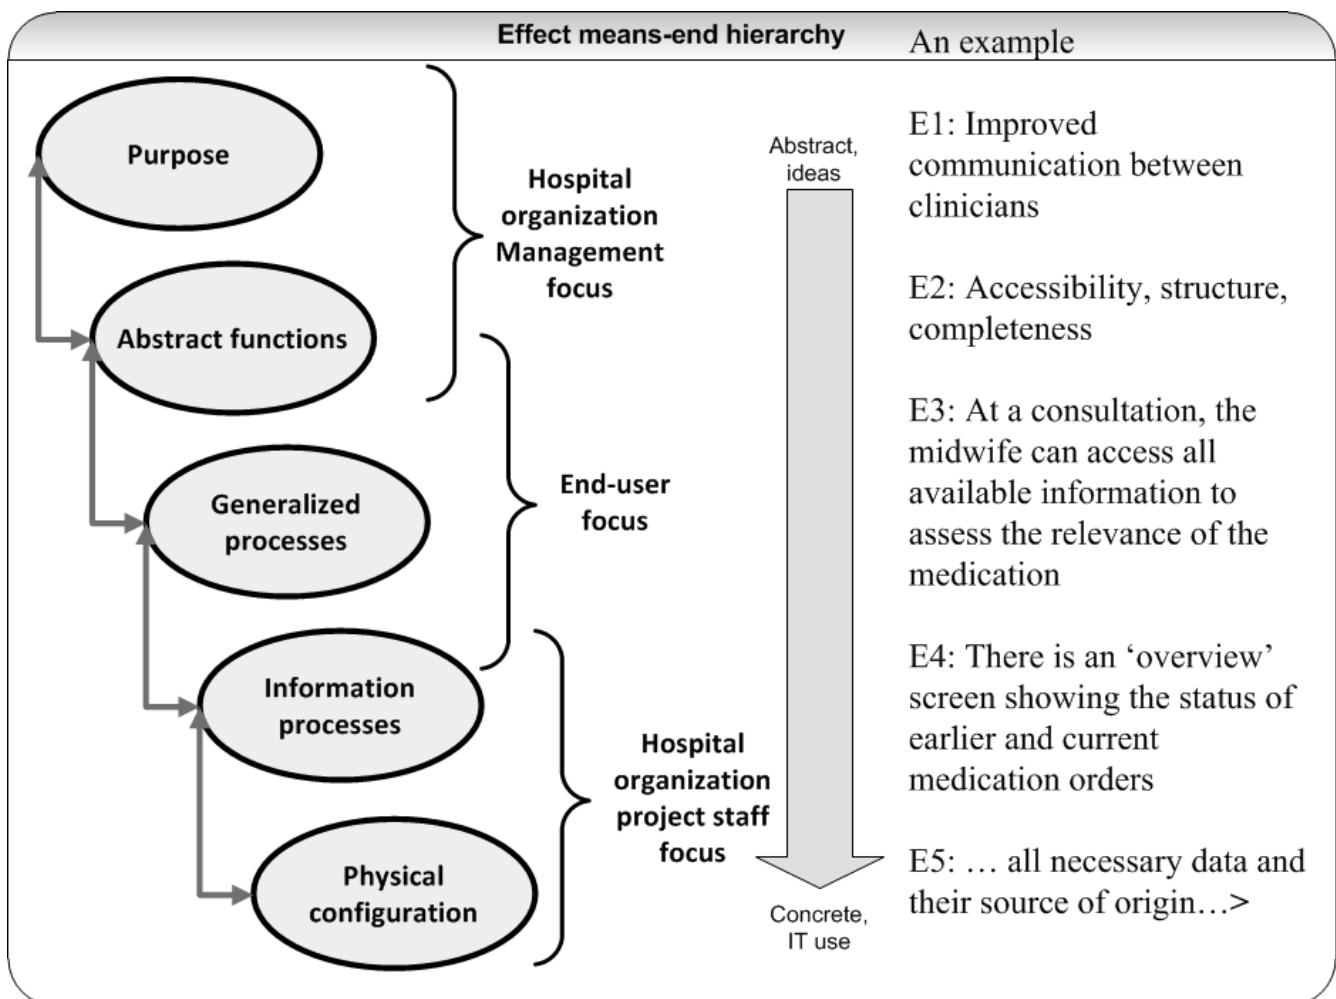 Effect means-end hierarchy
An example
Purpose
Abstract functions
Generalized
processes
Information
processes
Physical
configuration
Hospital
organization
Management
focus
End-user
focus
Hospital
organization
project staff
focus
Abstract,
ideas
Concrete,
IT use
E1: Improved
communication between
clinicians
E2: Accessibility, structure,
completeness
E3: At a consultation, the
midwife can access all
available information to
assess the relevance of the
medication
E4: There is an ‘overview’
screen showing the status of
earlier and current
medication orders
E5: … all necessary data and
their source of origin…>